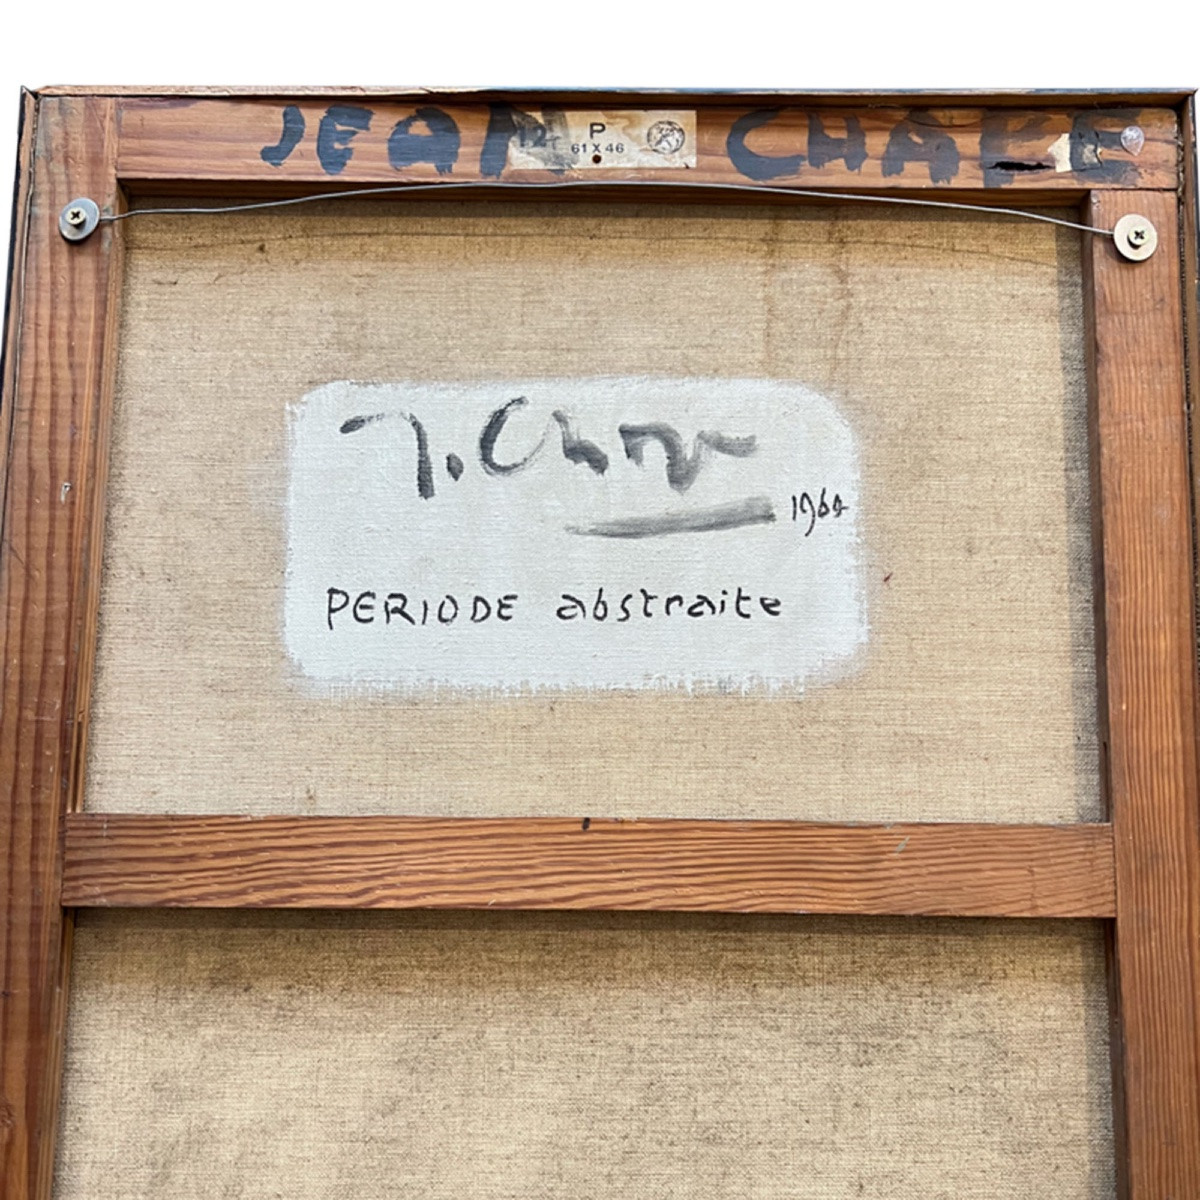 JEAN CHAPE
12
P
61 X 46
J. Chape
1964
PERIODE abstraite